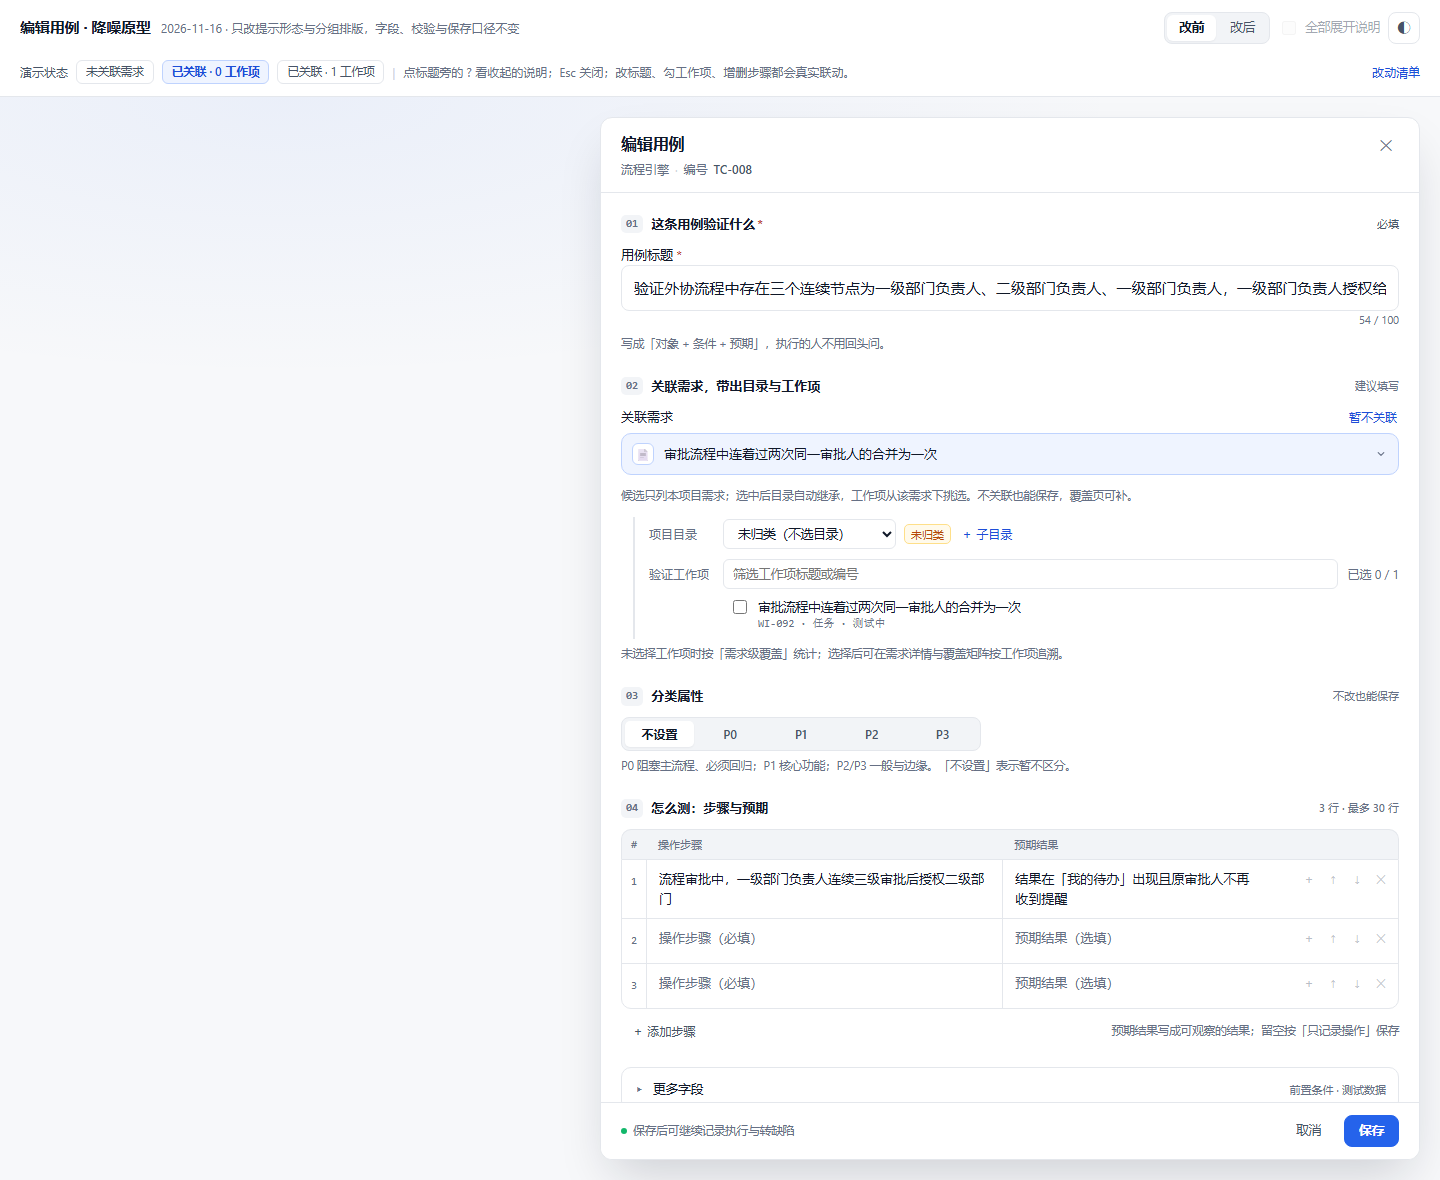 编辑用例 · 降噪原型 2026-11-16 · 只改提示形态与分组排版，字段、校验与保存口径不变 改前 改后 全部展开说明
演示状态 未关联需求 已关联 · 0 工作项 已关联 · 1 工作项 | 点标题旁的 ? 看收起的说明；Esc 关闭；改标题、勾工作项、增删步骤都会真实联动。 改动清单
编辑用例
流程引擎 · 编号 TC-008
01 这条用例验证什么 * 必填
用例标题 *
验证外协流程中存在三个连续节点为一级部门负责人、二级部门负责人、一级部门负责人，一级部门负责人授权给
54 / 100
写成「对象 + 条件 + 预期」，执行的人不用回头问。
02 关联需求，带出目录与工作项 建议填写
关联需求 暂不关联
审批流程中连着过两次同一审批人的合并为一次
候选只列本项目需求；选中后目录自动继承，工作项从该需求下挑选。不关联也能保存，覆盖页可补。
项目目录 未归类（不选目录） 未归类 + 子目录
验证工作项 筛选工作项标题或编号 已选 0 / 1
审批流程中连着过两次同一审批人的合并为一次
WI-092 · 任务 · 测试中
未选择工作项时按「需求级覆盖」统计；选择后可在需求详情与覆盖矩阵按工作项追溯。
03 分类属性 不改也能保存
不设置 P0 P1 P2 P3
P0 阻塞主流程、必须回归；P1 核心功能；P2/P3 一般与边缘。「不设置」表示暂不区分。
04 怎么测：步骤与预期 3 行 · 最多 30 行
# 操作步骤 预期结果
1 流程审批中，一级部门负责人连续三级审批后授权二级部门 结果在「我的待办」出现且原审批人不再收到提醒 + ↑ ↓ ×
2 操作步骤（必填） 预期结果（选填） + ↑ ↓ ×
3 操作步骤（必填） 预期结果（选填） + ↑ ↓ ×
+ 添加步骤 预期结果写成可观察的结果；留空按「只记录操作」保存
▸ 更多字段 前置条件 · 测试数据
保存后可继续记录执行与转缺陷 取消 保存